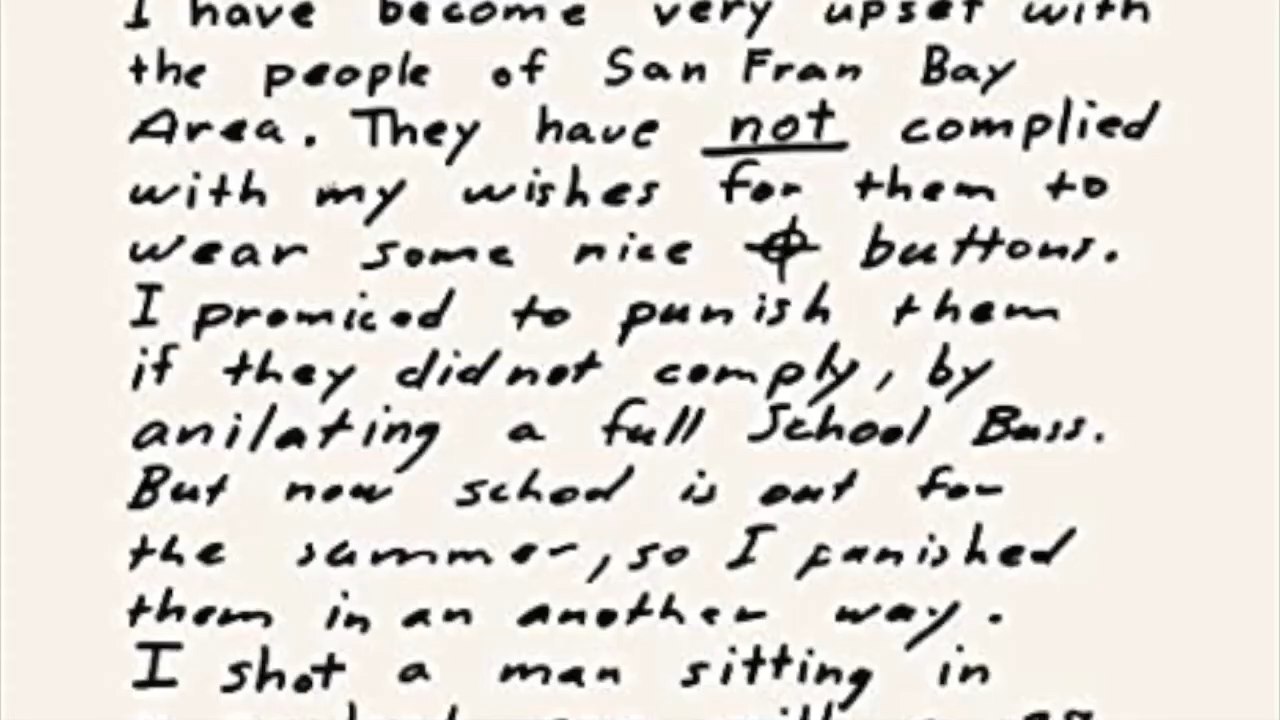 I have become very upset with
the people of San Fran Bay
Area. They have not complied
with my wishes for them to
wear some nice ⌖ buttons.
I promiced to punish them
if they did not comply, by
anilating a full School Buss.
But now school is out for
the summer, so I punished
them in an another way.
I shot a man sitting in